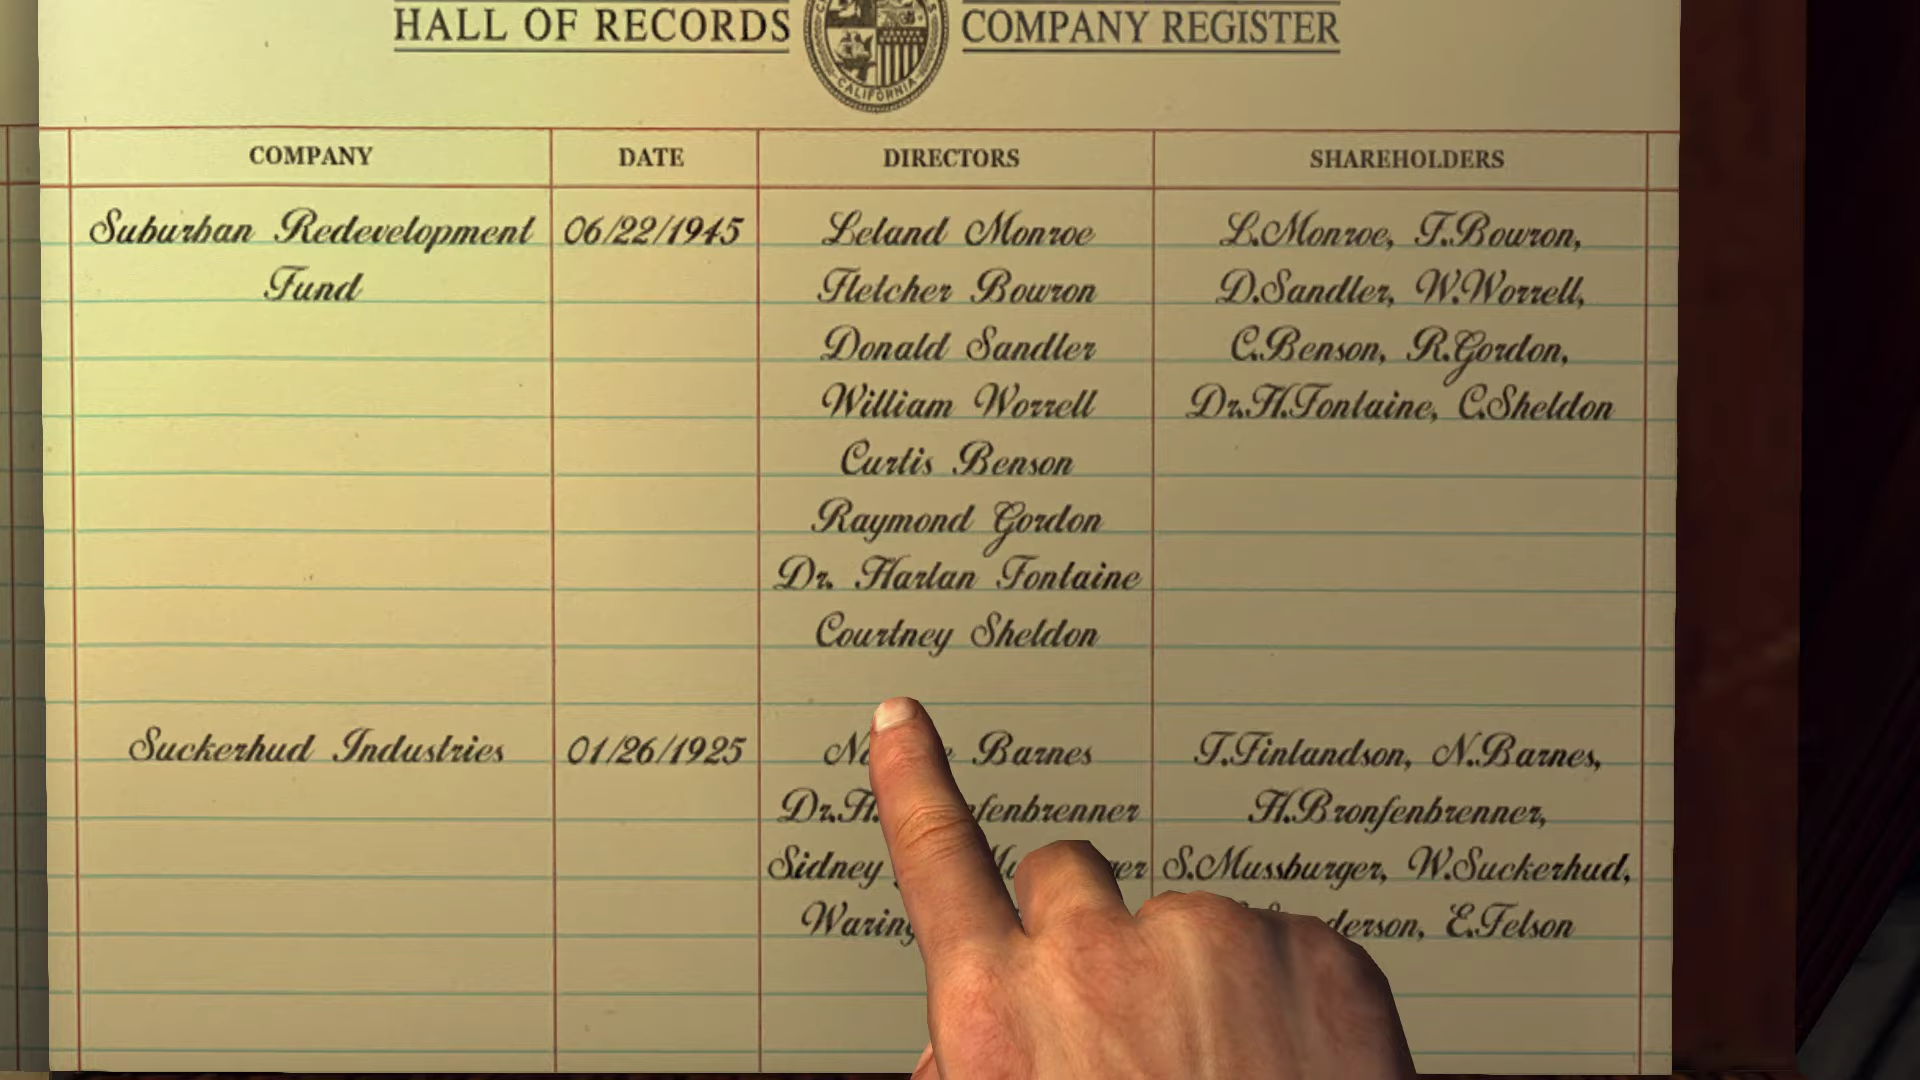 HALL OF RECORDS COMPANY REGISTER
CALIFORNIA
COMPANY DATE DIRECTORS SHAREHOLDERS
Suburban Redevelopment 06/22/1945 Leland Monroe L.Monroe, F.Bowron,
Fund Fletcher Bowron D.Sandler, W.Worrell,
Donald Sandler C.Benson, R.Gordon,
William Worrell Dr.H.Fontaine, C.Sheldon
Curtis Benson
Raymond Gordon
Dr. Harlan Fontaine
Courtney Sheldon
Suckerhud Industries 01/26/1925 Barnes T.Finlandson, N.Barnes,
H.Bronfenbrenner,
Sidney S.Mussburger, W.Suckerhud,
E.Felson